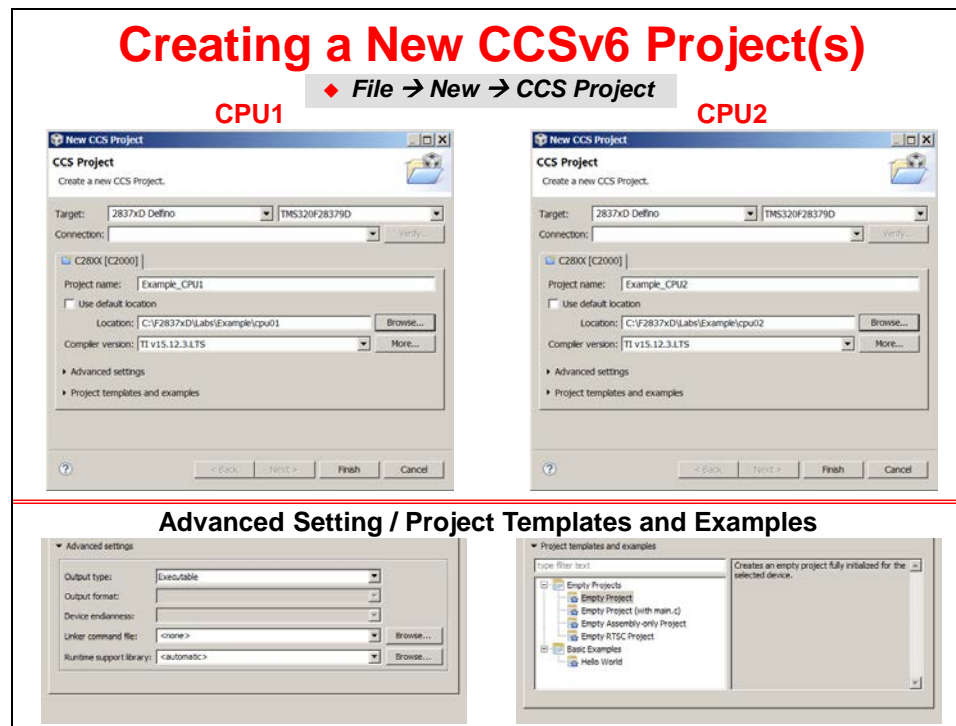 Creating a New CCSv6 Project(s)
◆ File → New → CCS Project
CPU1
New CCS Project
CCS Project
Create a new CCS Project.
Target: 2837xD Delfino TMS320F28379D
Connection: Verify...
C28XX [C2000]
Project name: Example_CPU1
Use default location
Location: C:\F2837xD\Labs\Example\cpu01 Browse...
Compiler version: TI v15.12.3.LTS More...
Advanced settings
Project templates and examples
? < Back Next > Finish Cancel
CPU2
New CCS Project
CCS Project
Create a new CCS Project.
Target: 2837xD Delfino TMS320F28379D
Connection: Verify...
C28XX [C2000]
Project name: Example_CPU2
Use default location
Location: C:\F2837xD\Labs\Example\cpu02 Browse...
Compiler version: TI v15.12.3.LTS More...
Advanced settings
Project templates and examples
? < Back Next > Finish Cancel
Advanced Setting / Project Templates and Examples
Advanced settings
Output type: Executable
Output format:
Device endianness:
Linker command file: <none> Browse...
Runtime support library: <automatic> Browse...
Project templates and examples
type filter text
Empty Projects
Empty Project
Empty Project (with main.c)
Empty Assembly-only Project
Empty RTSC Project
Basic Examples
Hello World
Creates an empty project fully initialized for the
selected device.